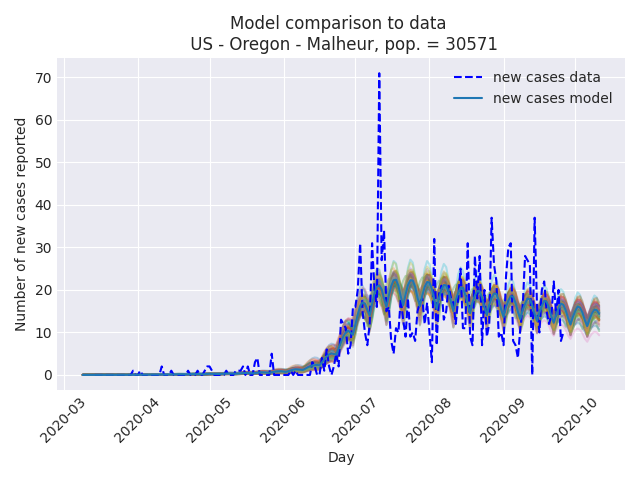 Model comparison to data
US - Oregon - Malheur, pop. = 30571
new cases data
new cases model
Number of new cases reported
70
60
50
40
30
20
10
0
2020-03
2020-04
2020-05
2020-06
2020-07
2020-08
2020-09
2020-10
Day